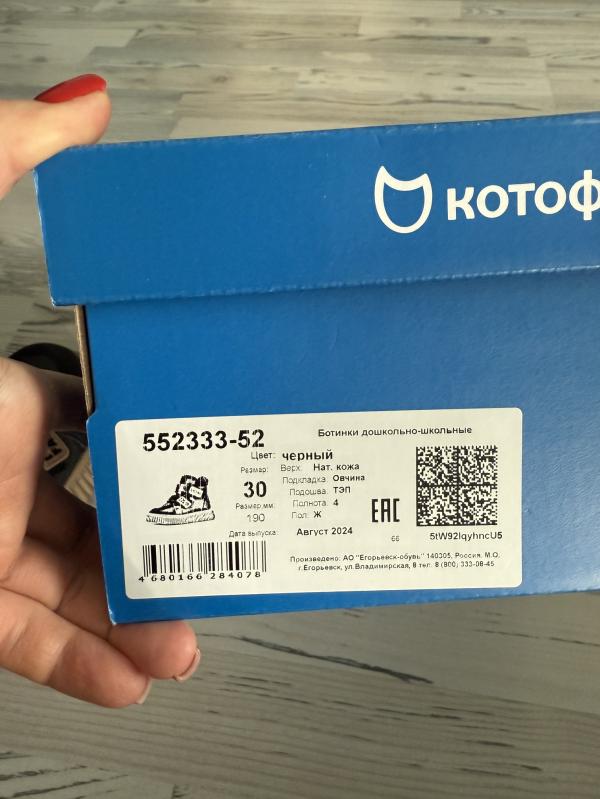 КОТОФ
552333-52
Ботинки дошкольно-школьные
Цвет: черный
Размер: 30
Размер,мм: 190
Верх: Нат. кожа
Подкладка: Овчина
Подошва: ТЭП
Полнота: 4
Пол: Ж
Дата выпуска: Август 2024
ЕАС
66
5tW92IqyhncU5
4 680166 284078
Произведено: АО "Егорьевск-обувь" 140305, Россия, М.О,
г.Егорьевск, ул.Владимирская, 8 тел. 8 (800) 333-08-45